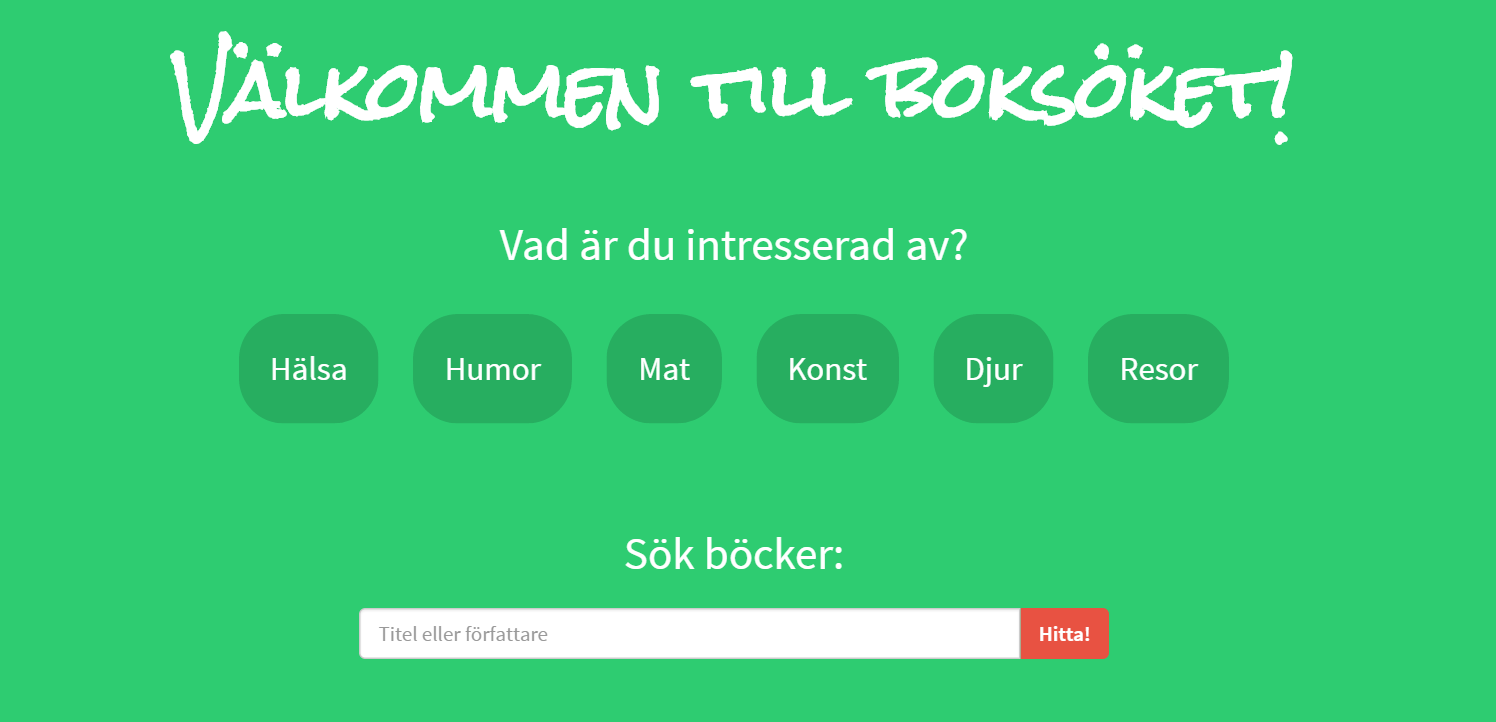 Välkommen till boksöket!
Vad är du intresserad av?
Hälsa Humor Mat Konst Djur Resor
Sök böcker:
Titel eller författare Hitta!